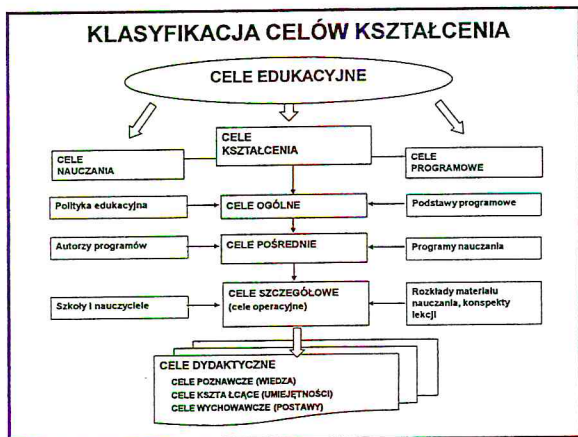 KLASYFIKACJA CELÓW KSZTAŁCENIA
CELE EDUKACYJNE
CELE
NAUCZANIA
CELE
KSZTAŁCENIA
CELE
PROGRAMOWE
Polityka edukacyjna
CELE OGÓLNE
Podstawy programowe
Autorzy programów
CELE POŚREDNIE
Programy nauczania
Szkoły I nauczyciele
CELE SZCZEGÓŁOWE
(cele operacyjne)
Rozkłady materiału
nauczania, konspekty
lekcji
CELE DYDAKTYCZNE
CELE POZNAWCZE (WIEDZA)
CELE KSZTA ŁCĄCE (UMIEJĘTNOŚCI)
CELE WYCHOWAWCZE (POSTAWY)